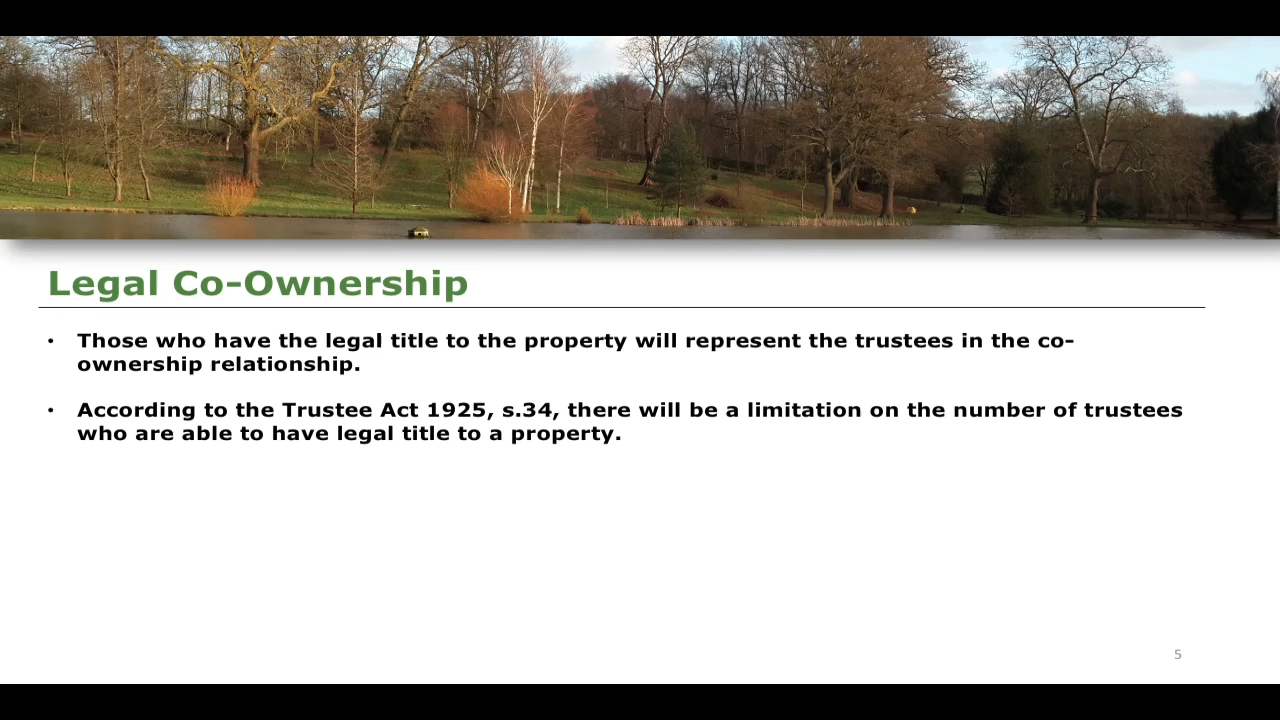 Legal Co-Ownership
• Those who have the legal title to the property will represent the trustees in the co-
ownership relationship.
• According to the Trustee Act 1925, s.34, there will be a limitation on the number of trustees
who are able to have legal title to a property.
5